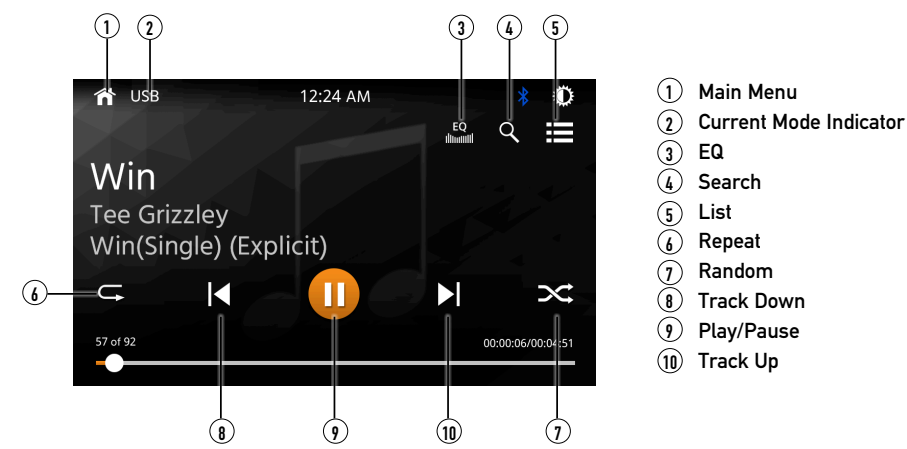 1 2 3 4 5
USB 12:24 AM
EQ
Win
Tee Grizzley
Win(Single) (Explicit)
6
57 of 92 00:00:06/00:04:51
8 9 10 7
1 Main Menu
2 Current Mode Indicator
3 EQ
4 Search
5 List
6 Repeat
7 Random
8 Track Down
9 Play/Pause
10 Track Up